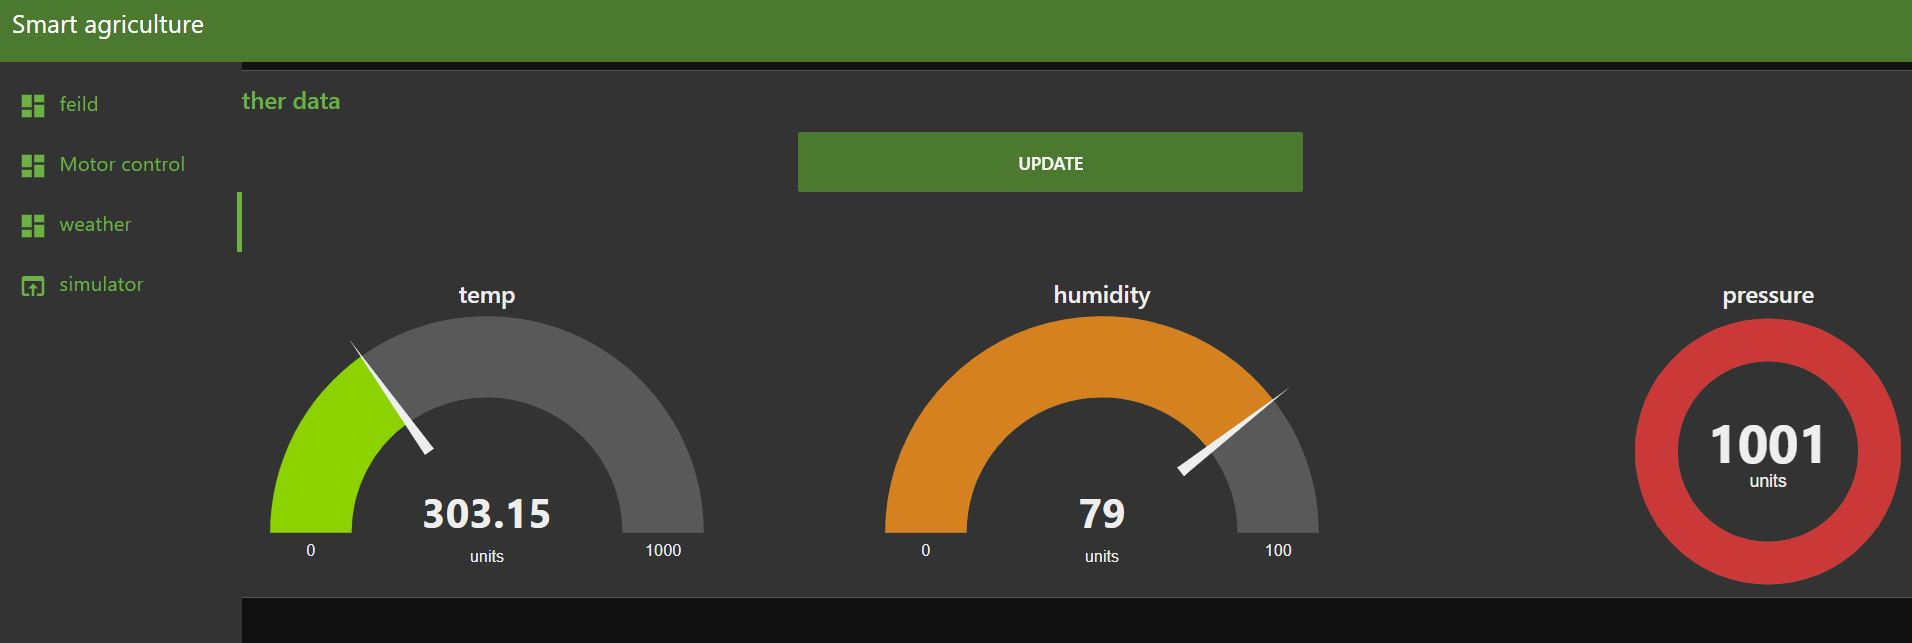 Smart agriculture
feild
Motor control
weather
simulator
ther data
UPDATE
temp
303.15
units
0
1000
humidity
79
units
0
100
pressure
1001
units